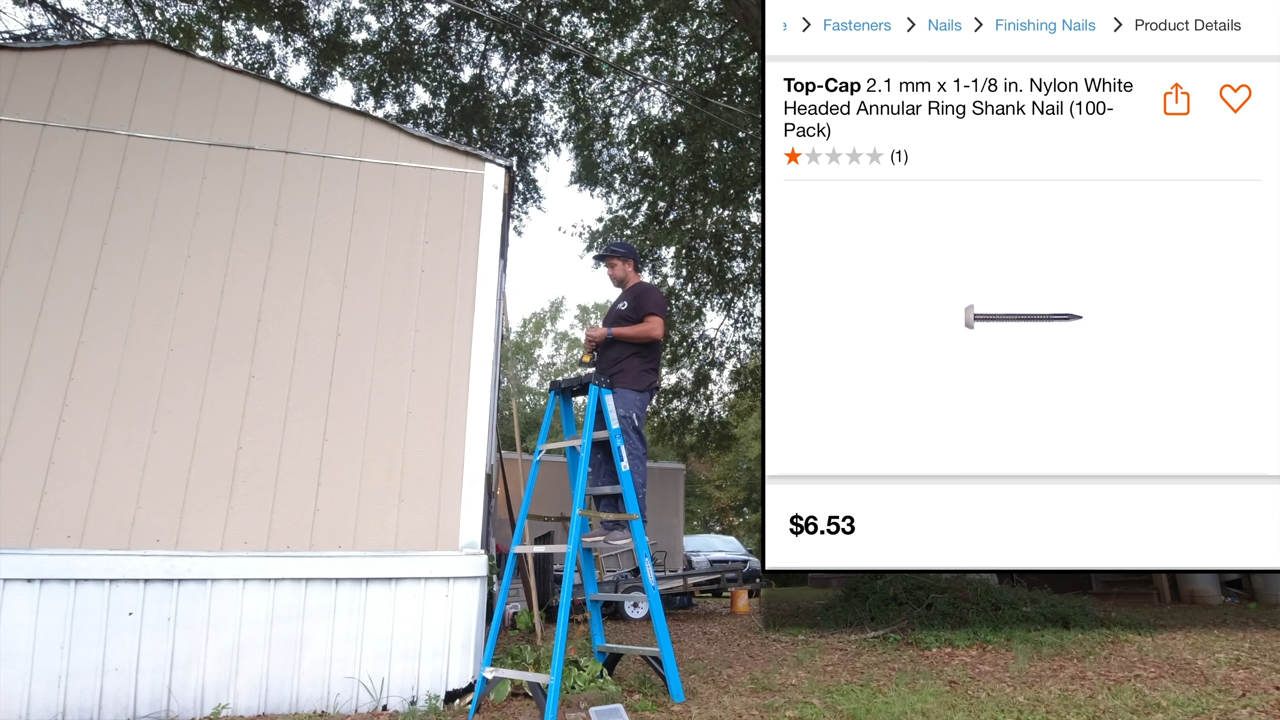 Fasteners
Nails
Finishing Nails
Product Details
Top-Cap 2.1 mm x 1-1/8 in. Nylon White
Headed Annular Ring Shank Nail (100-
Pack)
(1)
$6.53